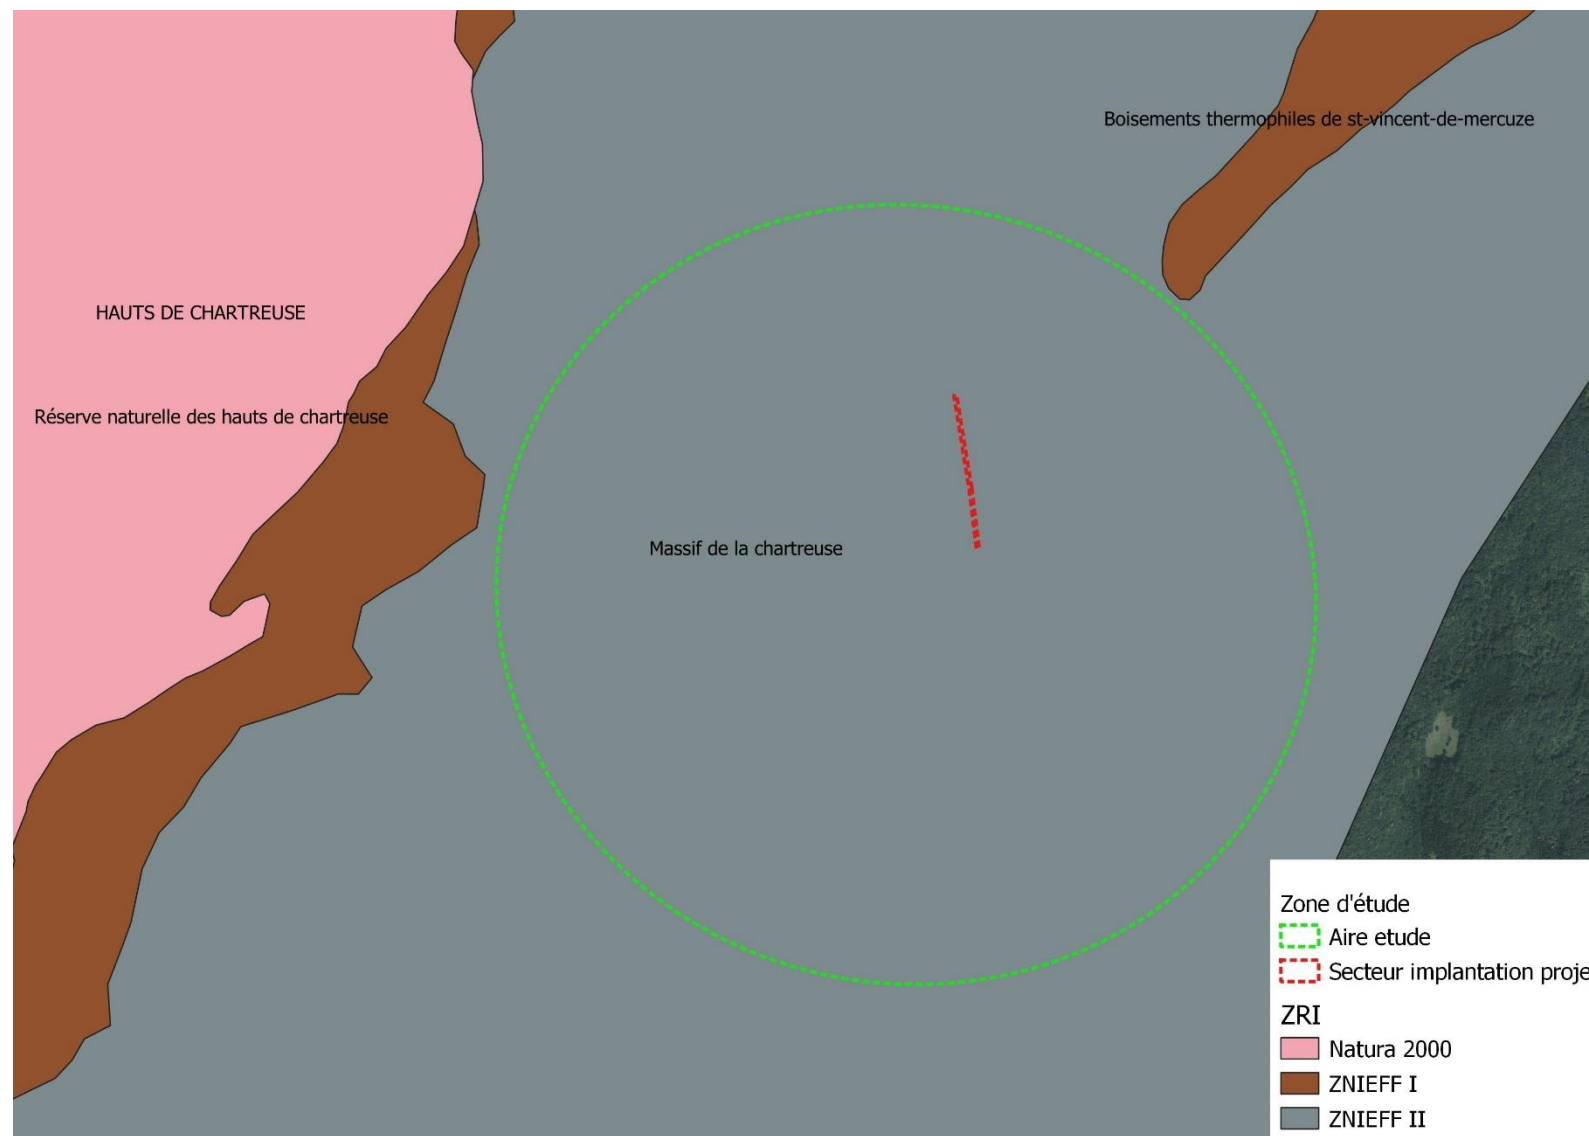 Boisements thermophiles de st-vincent-de-mercuze
HAUTS DE CHARTREUSE
Réserve naturelle des hauts de chartreuse
Massif de la chartreuse
Zone d'étude
Aire etude
Secteur implantation proje
ZRI
Natura 2000
ZNIEFF I
ZNIEFF II